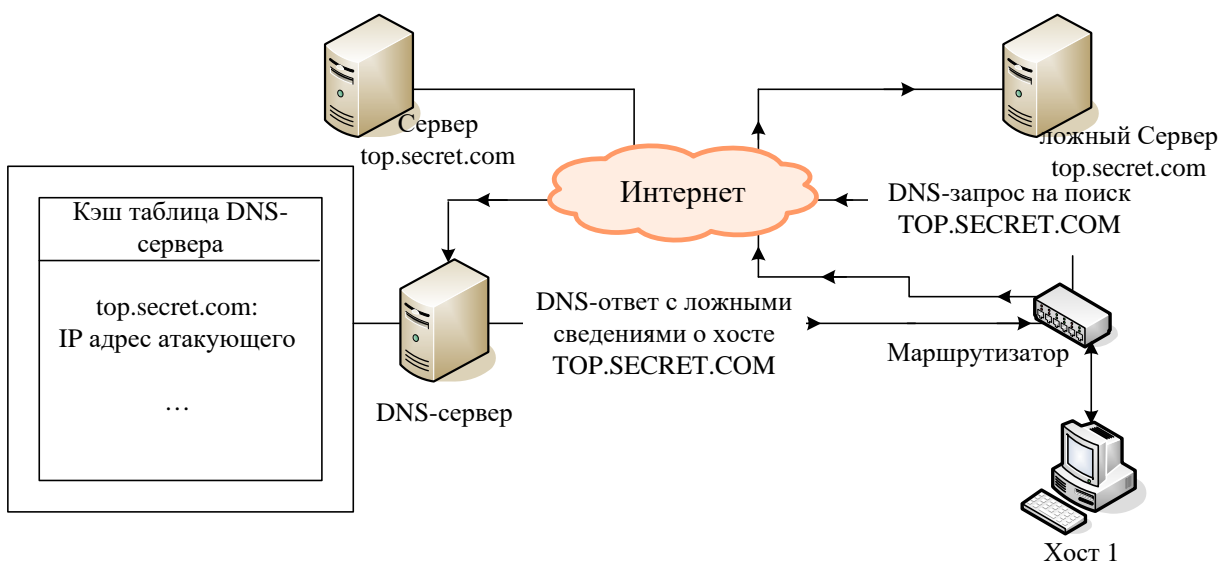 Сервер
top.secret.com
ложный Сервер
top.secret.com
Интернет
DNS-запрос на поиск
TOP.SECRET.COM
Кэш таблица DNS-
сервера
top.secret.com:
IP адрес атакующего
…
DNS-ответ с ложными
сведениями о хосте
TOP.SECRET.COM
Маршрутизатор
DNS-сервер
Хост 1